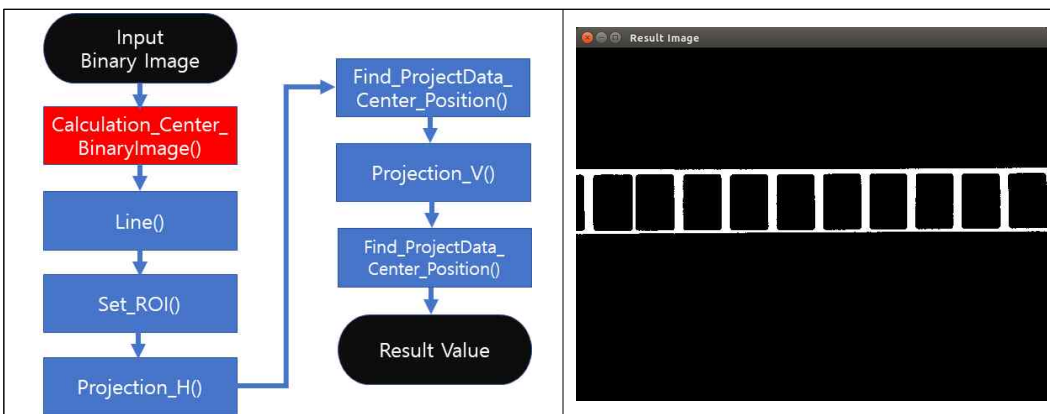 Input
Binary Image
Calculation_Center_
BinaryImage()
Line()
Set_ROI()
Projection_H()
Find_ProjectData_
Center_Position()
Projection_V()
Find_ProjectData_
Center_Position()
Result Value
Result Image